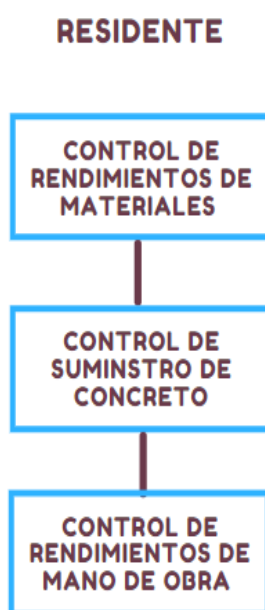 RESIDENTE
CONTROL DE
RENDIMIENTOS DE
MATERIALES
CONTROL DE
SUMINSTRO DE
CONCRETO
CONTROL DE
RENDIMIENTOS DE
MANO DE OBRA